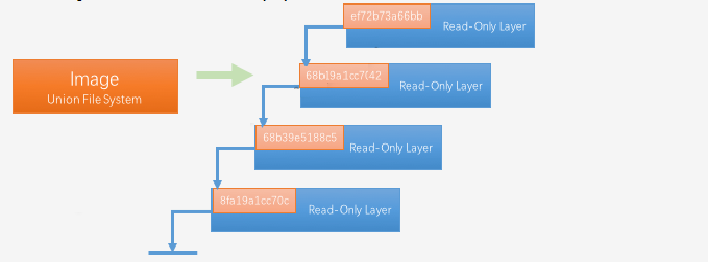 ef72b73a66bb
Read-Only Layer
Image
Union File System
68b19a1cc7042
Read-Only Layer
68b39e5188c5
Read-Only Layer
8fa19a1cc70c
Read-Only Layer